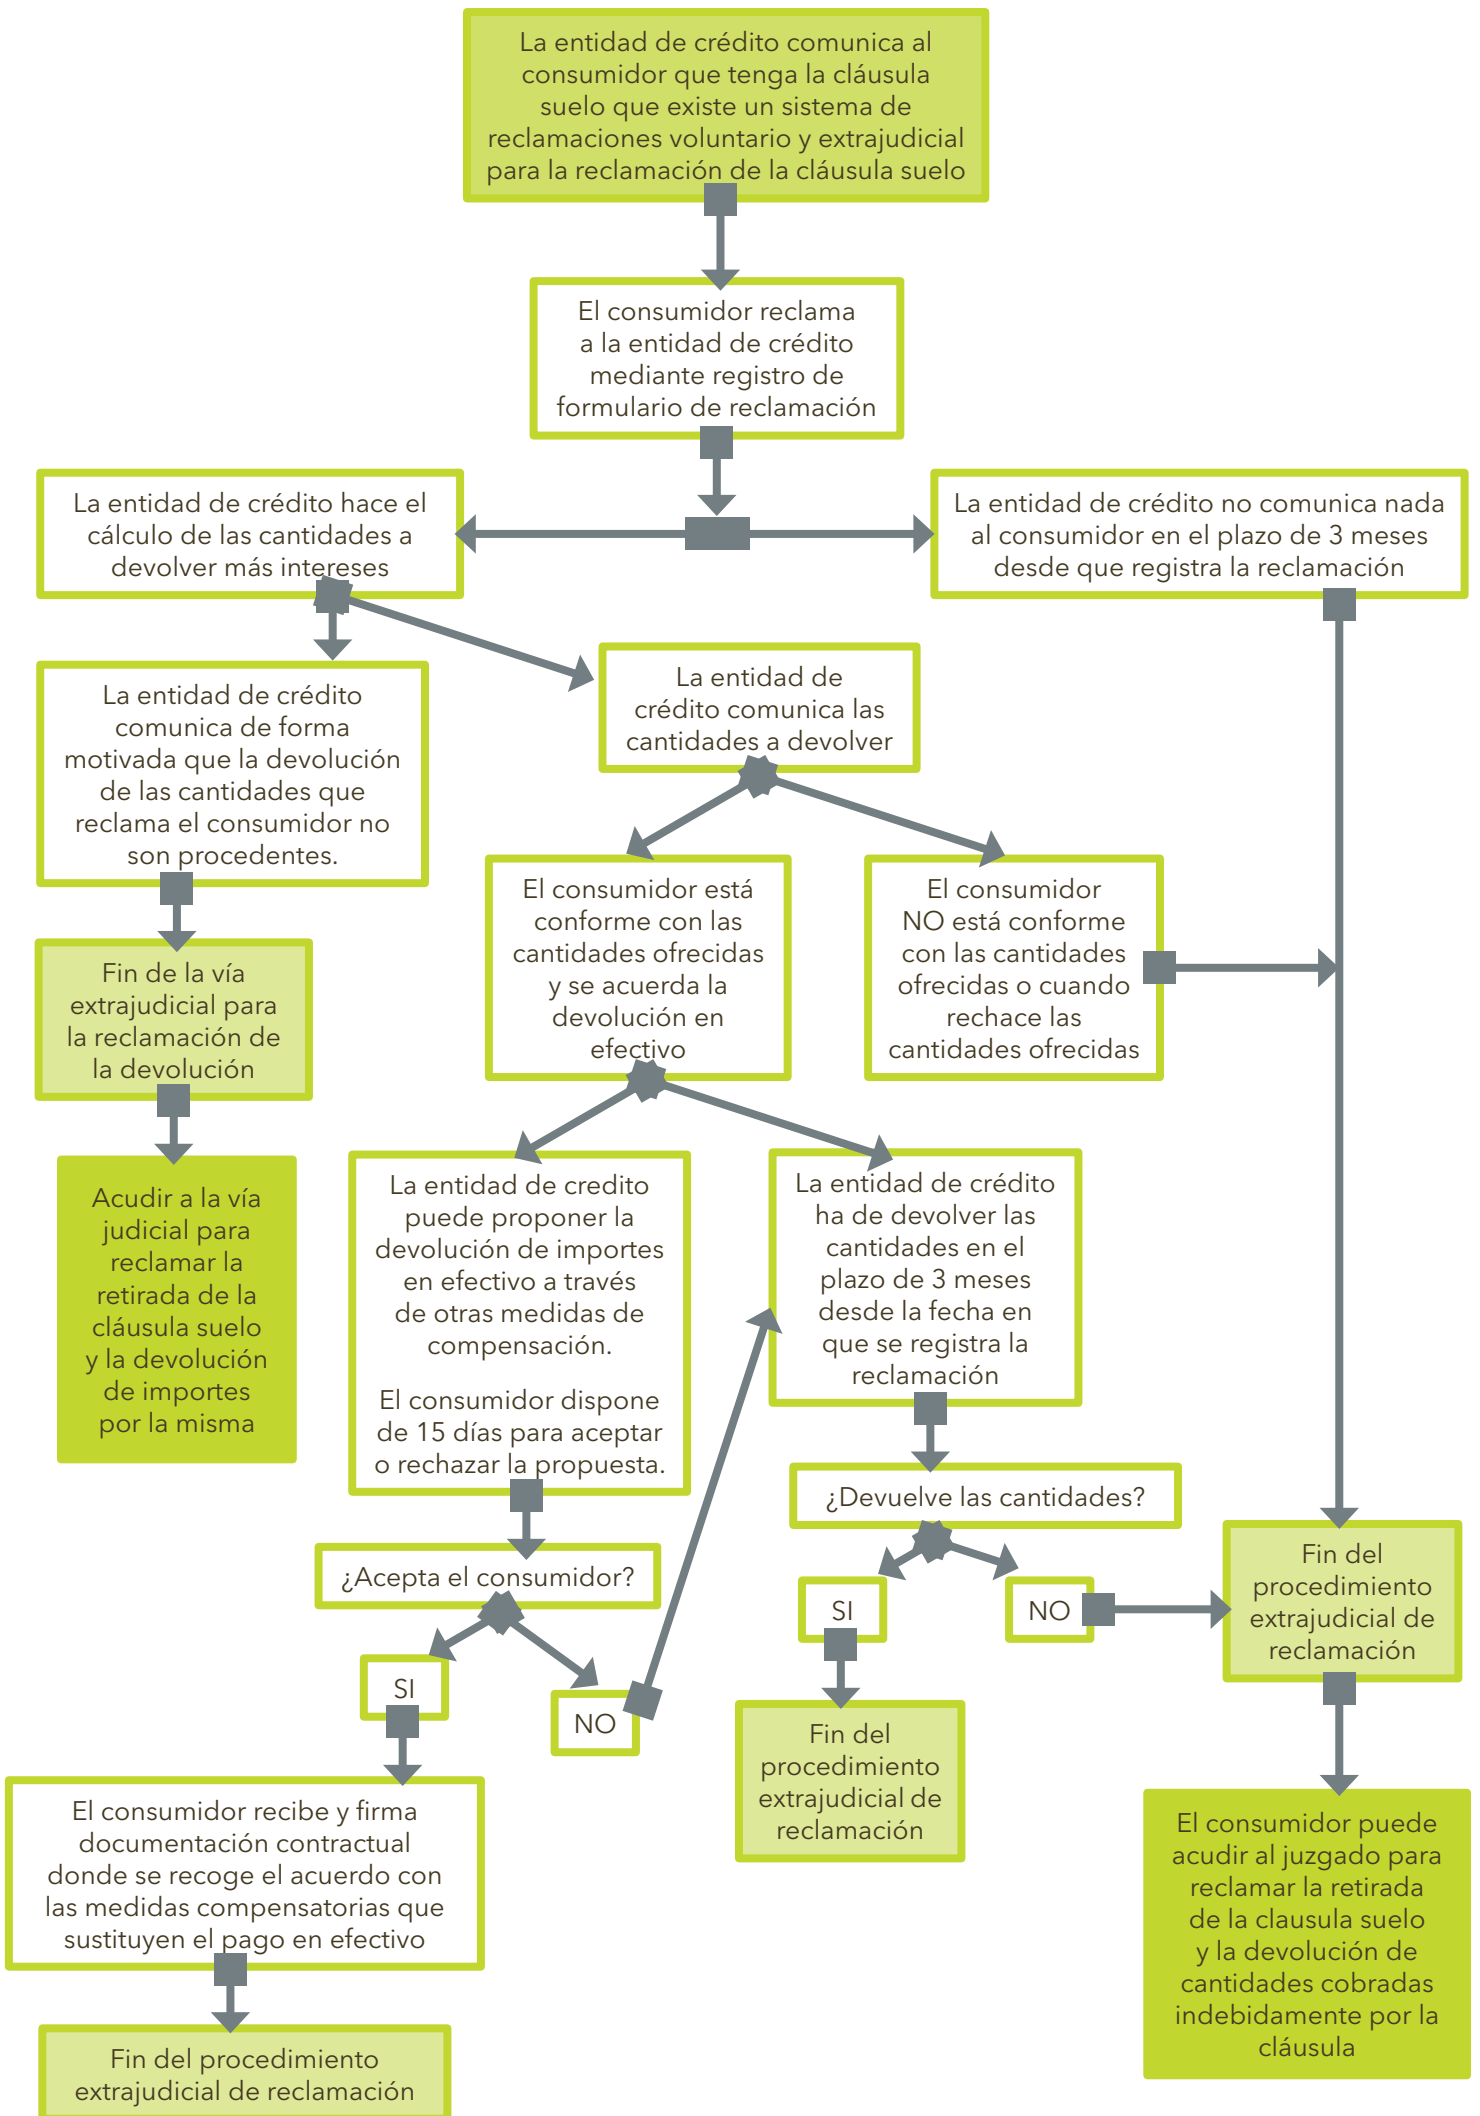 La entidad de crédito comunica al
consumidor que tenga la cláusula
suelo que existe un sistema de
reclamaciones voluntario y extrajudicial
para la reclamación de la cláusula suelo
El consumidor reclama
a la entidad de crédito
mediante registro de
formulario de reclamación
La entidad de crédito hace el
cálculo de las cantidades a
devolver más intereses
La entidad de crédito no comunica nada
al consumidor en el plazo de 3 meses
desde que registra la reclamación
La entidad de crédito
comunica de forma
motivada que la devolución
de las cantidades que
reclama el consumidor no
son procedentes.
La entidad de
crédito comunica las
cantidades a devolver
El consumidor está
conforme con las
cantidades ofrecidas
y se acuerda la
devolución en
efectivo
El consumidor
NO está conforme
con las cantidades
ofrecidas o cuando
rechace las
cantidades ofrecidas
Fin de la vía
extrajudicial para
la reclamación de
la devolución
Acudir a la vía
judicial para
reclamar la
retirada de la
cláusula suelo
y la devolución
de importes
por la misma
La entidad de credito
puede proponer la
devolución de importes
en efectivo a través
de otras medidas de
compensación.
El consumidor dispone
de 15 días para aceptar
o rechazar la propuesta.
La entidad de crédito
ha de devolver las
cantidades en el
plazo de 3 meses
desde la fecha en
que se registra la
reclamación
¿Devuelve las cantidades?
¿Acepta el consumidor?
SI
NO
Fin del
procedimiento
extrajudicial de
reclamación
SI
NO
Fin del
procedimiento
extrajudicial de
reclamación
El consumidor recibe y firma
documentación contractual
donde se recoge el acuerdo con
las medidas compensatorias que
sustituyen el pago en efectivo
El consumidor puede
acudir al juzgado para
reclamar la retirada
de la clausula suelo
y la devolución de
cantidades cobradas
indebidamente por la
cláusula
Fin del procedimiento
extrajudicial de reclamación